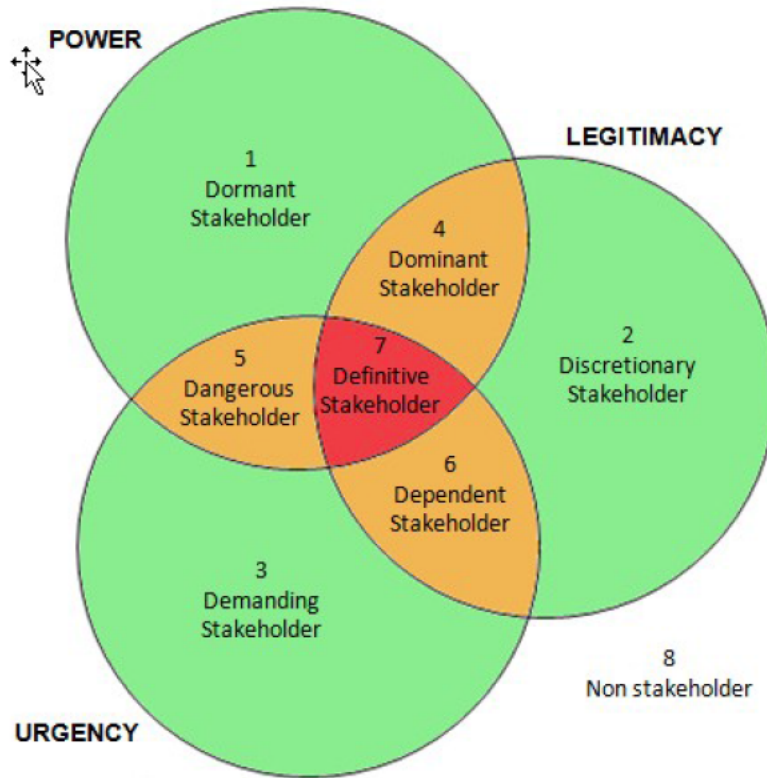 POWER
LEGITIMACY
1
Dormant
Stakeholder
4
Dominant
Stakeholder
2
Discretionary
Stakeholder
5
Dangerous
Stakeholder
7
Definitive
Stakeholder
6
Dependent
Stakeholder
3
Demanding
Stakeholder
8
Non stakeholder
URGENCY